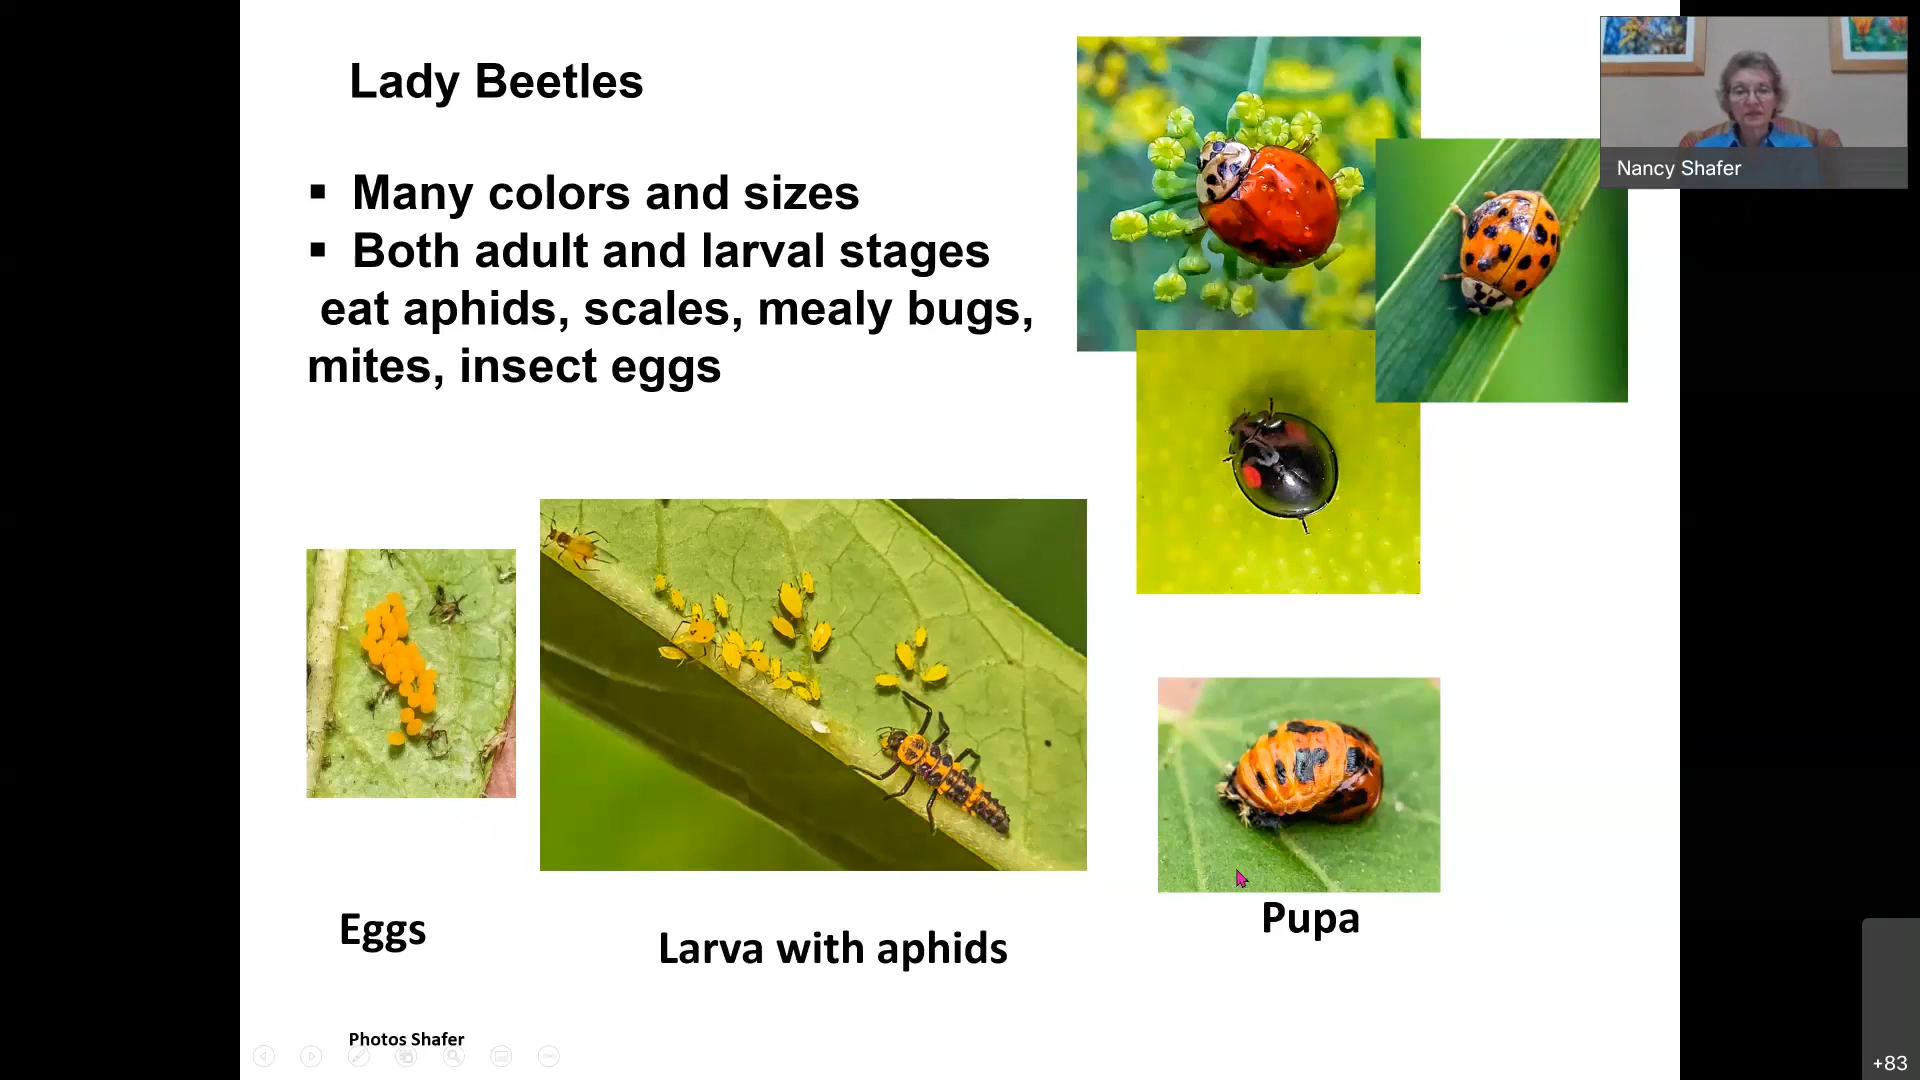 Lady Beetles
▪ Many colors and sizes
▪ Both adult and larval stages
eat aphids, scales, mealy bugs,
mites, insect eggs
Nancy Shafer
Eggs
Larva with aphids
Pupa
Photos Shafer
+83